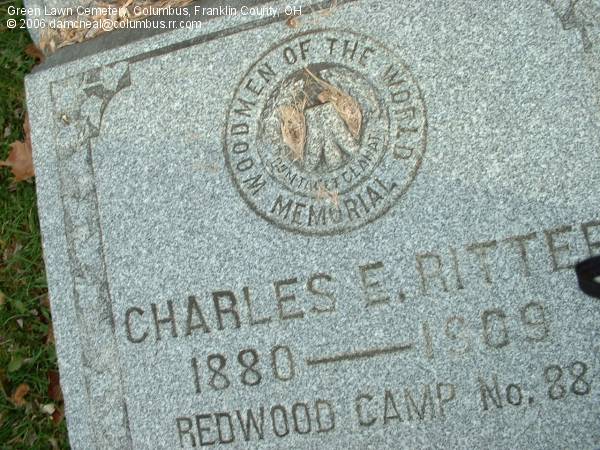 Green Lawn Cemetery, Columbus, Franklin County, OH
© 2006 damcneal@columbus.rr.com
WOODMEN OF THE WORLD
MEMORIAL
DUM TACET CLAMAT
CHARLES E. RITTER
1880 — 1909
REDWOOD CAMP No. 88